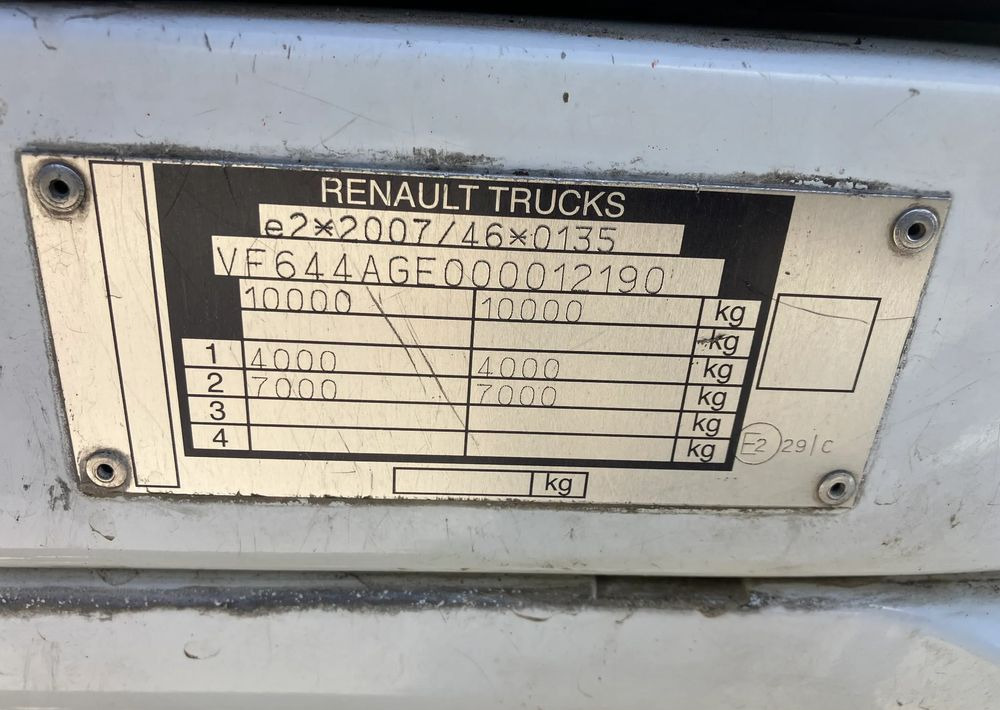 RENAULT TRUCKS
e2*2007/46*0135
VF644AGE000012190
10000 10000 kg
kg
1 4000 4000 kg
2 7000 7000 kg
3 kg
4 kg
E2 29/C
kg